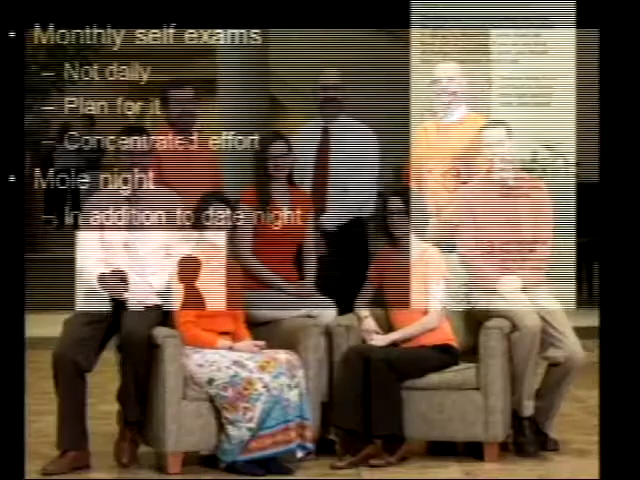 • Monthly self exams
– Not daily
– Plan for it
– Concentrated effort
• Mole night
– In addition to date night